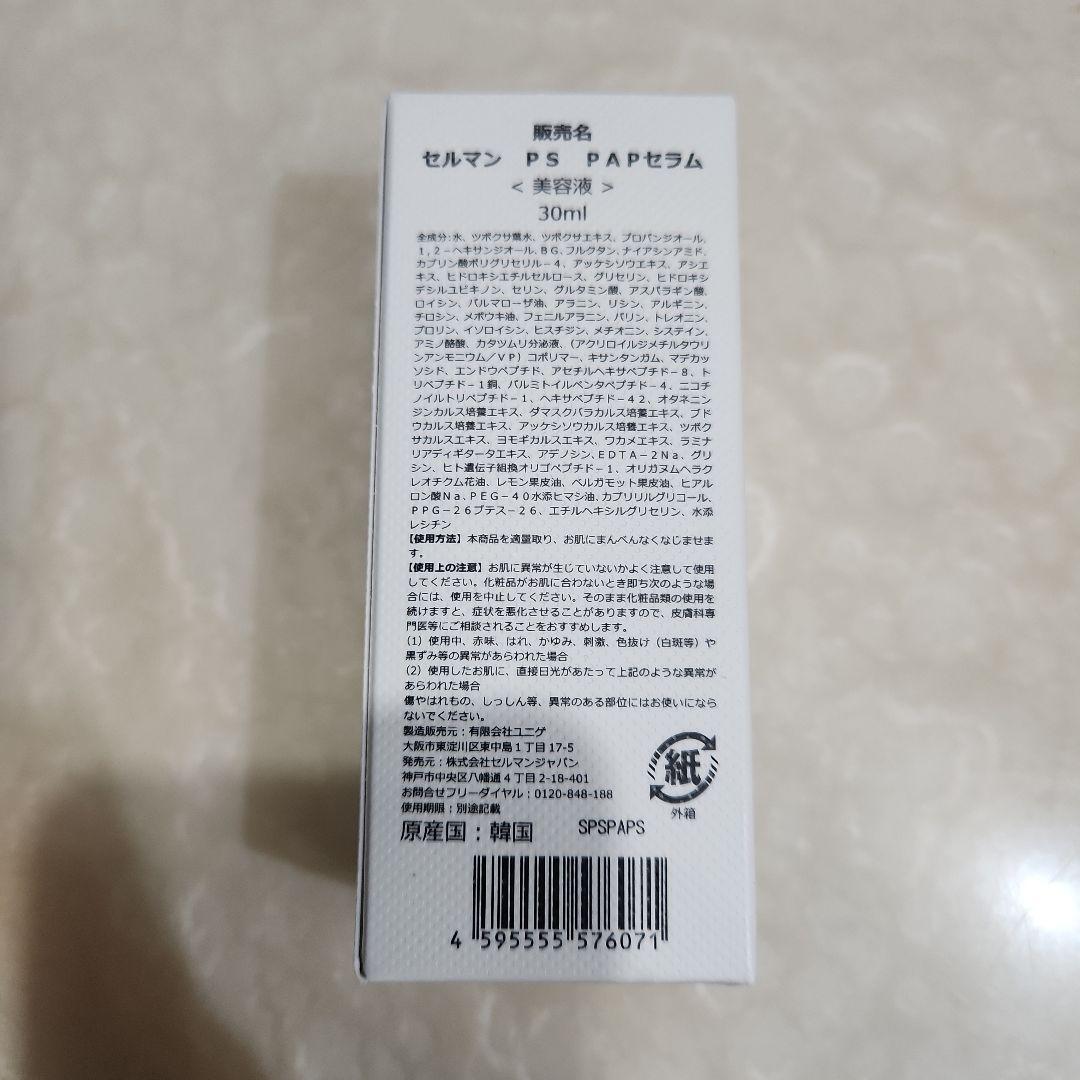 販売名
セルマン　ＰＳ　ＰＡＰセラム
＜ 美容液 ＞
30ml
全成分：水、ツボクサ葉水、ツボクサエキス、プロパンジオール、
１,２－ヘキサンジオール、ＢＧ、フルクタン、ナイアシンアミド、
カプリン酸ポリグリセリル－４、アッケシソウエキス、アシエ
キス、ヒドロキシエチルセルロース、グリセリン、ヒドロキシ
デシルユビキノン、セリン、グルタミン酸、アスパラギン酸、
ロイシン、パルマローザ油、アラニン、リシン、アルギニン、
チロシン、メボウキ油、フェニルアラニン、バリン、トレオニン、
プロリン、イソロイシン、ヒスチジン、メチオニン、システイン、
アミノ酪酸、カタツムリ分泌液、（アクリロイルジメチルタウリ
ンアンモニウム／ＶＰ）コポリマー、キサンタンガム、マデカッ
ソシド、エンドウペプチド、アセチルヘキサペプチド－８、ト
リペプチド－１銅、パルミトイルペンタペプチド－４、ニコチ
ノイルトリペプチド－１、ヘキサペプチド－４２、オタネニン
ジンカルス培養エキス、ダマスクバラカルス培養エキス、ブド
ウカルス培養エキス、アッケシソウカルス培養エキス、ツボク
サカルスエキス、ヨモギカルスエキス、ワカメエキス、ラミナ
リアディギタータエキス、アデノシン、ＥＤＴＡ－２Ｎａ、グリ
シン、ヒト遺伝子組換オリゴペプチド－１、オリガヌムヘラク
レオチクム花油、レモン果皮油、ベルガモット果皮油、ヒアル
ロン酸Ｎａ、ＰＥＧ－４０水添ヒマシ油、カプリリルグリコール、
ＰＰＧ－２６ブテス－２６、エチルヘキシルグリセリン、水添
レシチン
【使用方法】本商品を適量取り、お肌にまんべんなくなじませま
す。
【使用上の注意】お肌に異常が生じていないかよく注意して使用
してください。化粧品がお肌に合わないとき即ち次のような場
合には、使用を中止してください。そのまま化粧品類の使用を
続けますと、症状を悪化させることがありますので、皮膚科専
門医等にご相談されることをおすすめします。
（1）使用中、赤味、はれ、かゆみ、刺激、色抜け（白斑等）や
黒ずみ等の異常があらわれた場合
（2）使用したお肌に、直接日光があたって上記のような異常が
あらわれた場合
傷やはれもの、しっしん等、異常のある部位にはお使いになら
ないでください。
製造販売元：有限会社ユニゲ
大阪市東淀川区東中島１丁目17-5
発売元：株式会社セルマンジャパン
神戸市中央区八幡通４丁目2-18-401
お問合せフリーダイヤル：0120-848-188
使用期限：別途記載
紙
外箱
原産国：韓国
SPSPAPS
4 595555 576071